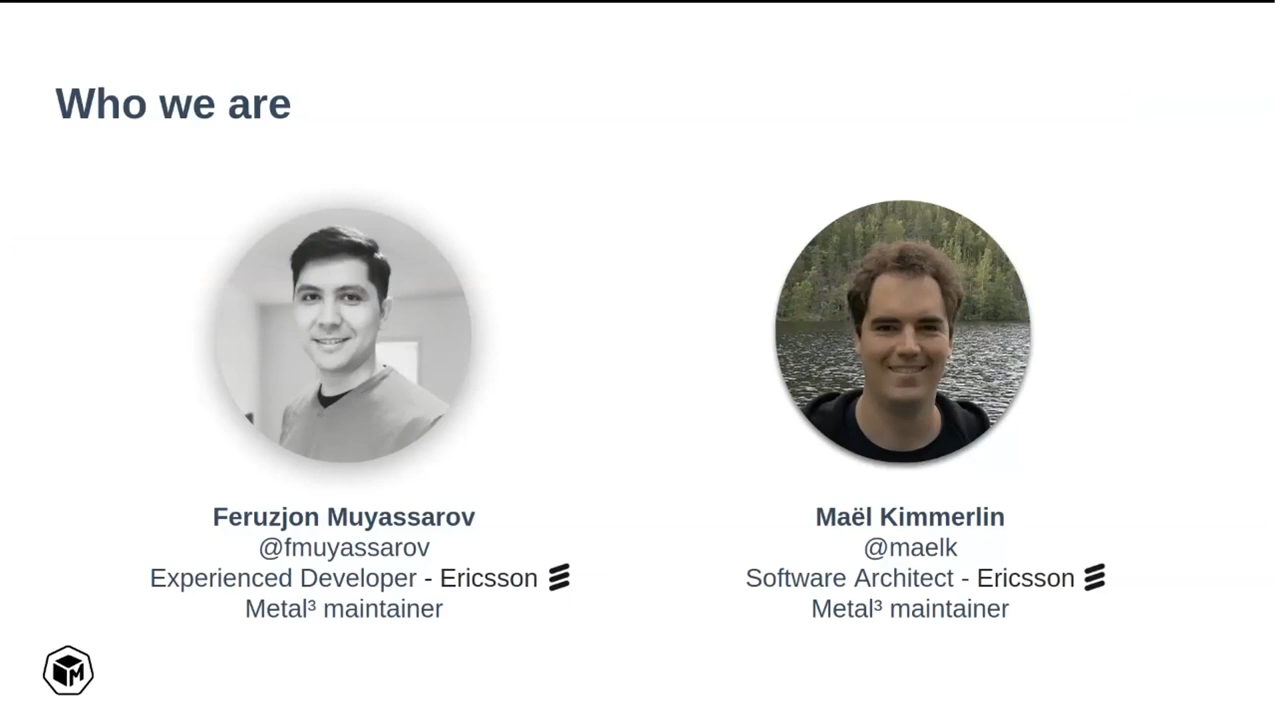 Who we are
Feruzjon Muyassarov
@fmuyassarov
Experienced Developer - Ericsson
Metal³ maintainer
Maël Kimmerlin
@maelk
Software Architect - Ericsson
Metal³ maintainer
M